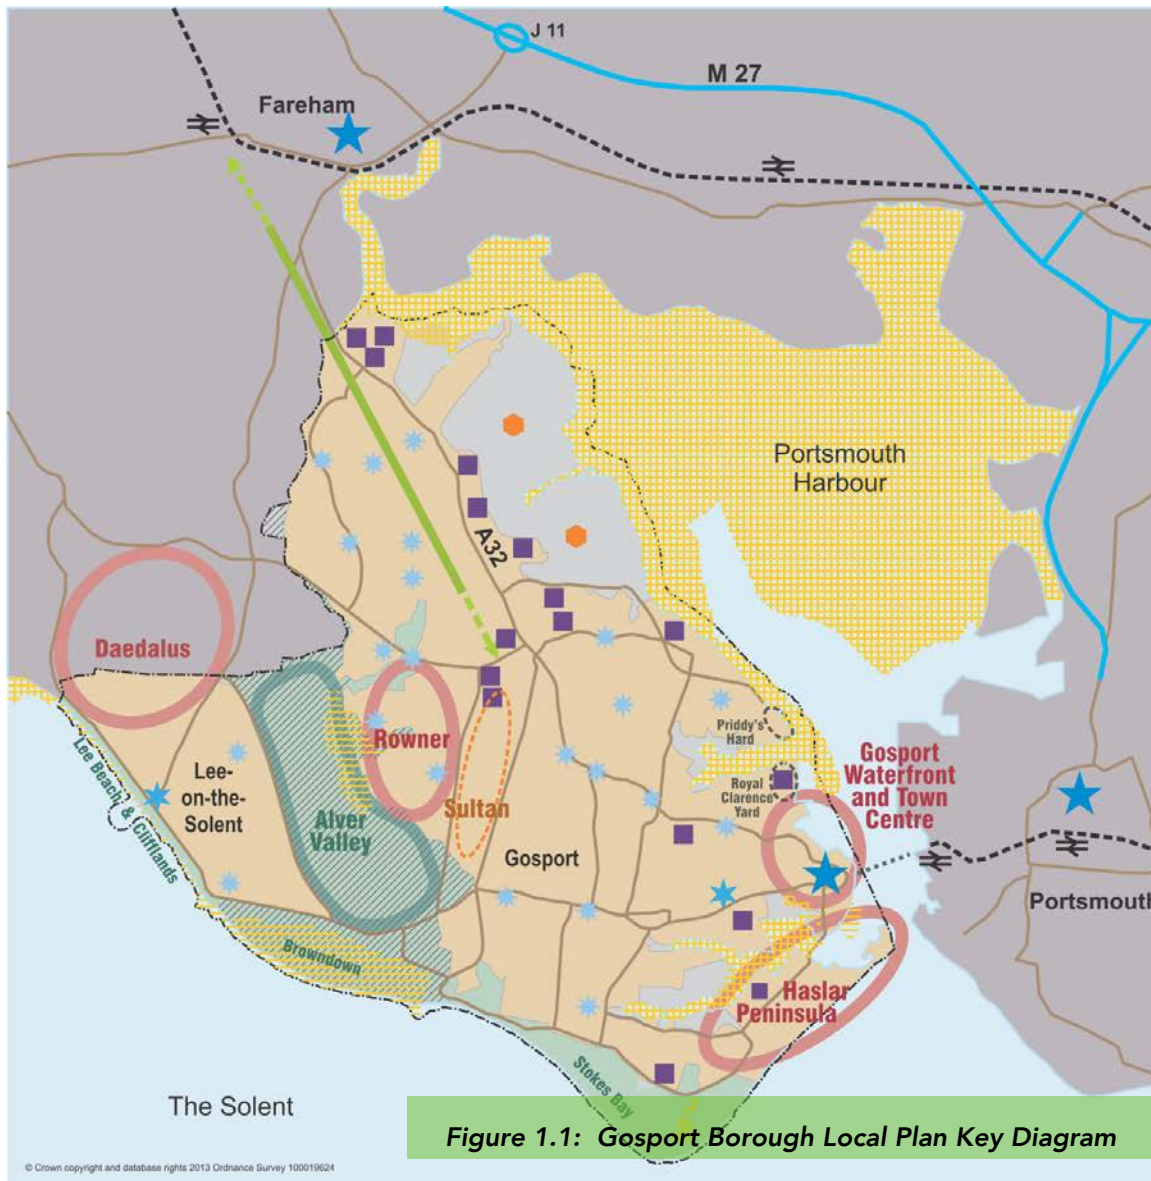 J 11
M 27
Fareham
Portsmouth
Harbour
A32
Daedalus
Priddy's
Hard
Rowner
Gosport
Waterfront
and Town
Centre
Lee-
on-the-
Solent
Royal
Clarence
Yard
Sultan
Alver
Valley
Lee Beach & Clifflands
Gosport
Portsmouth
Browndown
Haslar
Peninsula
Stokes Bay
The Solent
Figure 1.1: Gosport Borough Local Plan Key Diagram
© Crown copyright and database rights 2013 Ordnance Survey 100019624